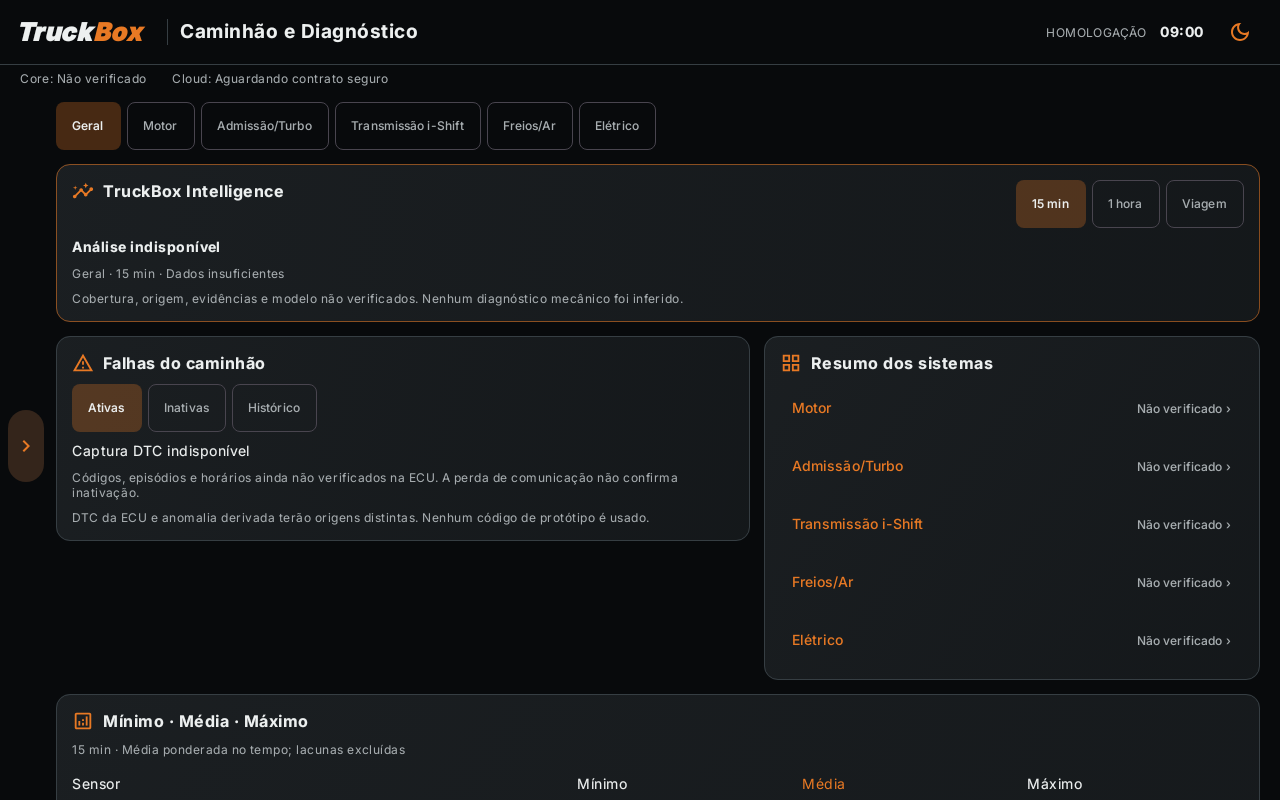 TruckBox
Caminhão e Diagnóstico
HOMOLOGAÇÃO 09:00
Core: Não verificado
Cloud: Aguardando contrato seguro
Geral
Motor
Admissão/Turbo
Transmissão i-Shift
Freios/Ar
Elétrico
TruckBox Intelligence
15 min
1 hora
Viagem
Análise indisponível
Geral · 15 min · Dados insuficientes
Cobertura, origem, evidências e modelo não verificados. Nenhum diagnóstico mecânico foi inferido.
Falhas do caminhão
Ativas
Inativas
Histórico
Captura DTC indisponível
Códigos, episódios e horários ainda não verificados na ECU. A perda de comunicação não confirma
inativação.
DTC da ECU e anomalia derivada terão origens distintas. Nenhum código de protótipo é usado.
Resumo dos sistemas
Motor Não verificado ›
Admissão/Turbo Não verificado ›
Transmissão i-Shift Não verificado ›
Freios/Ar Não verificado ›
Elétrico Não verificado ›
Mínimo · Média · Máximo
15 min · Média ponderada no tempo; lacunas excluídas
Sensor Mínimo Média Máximo